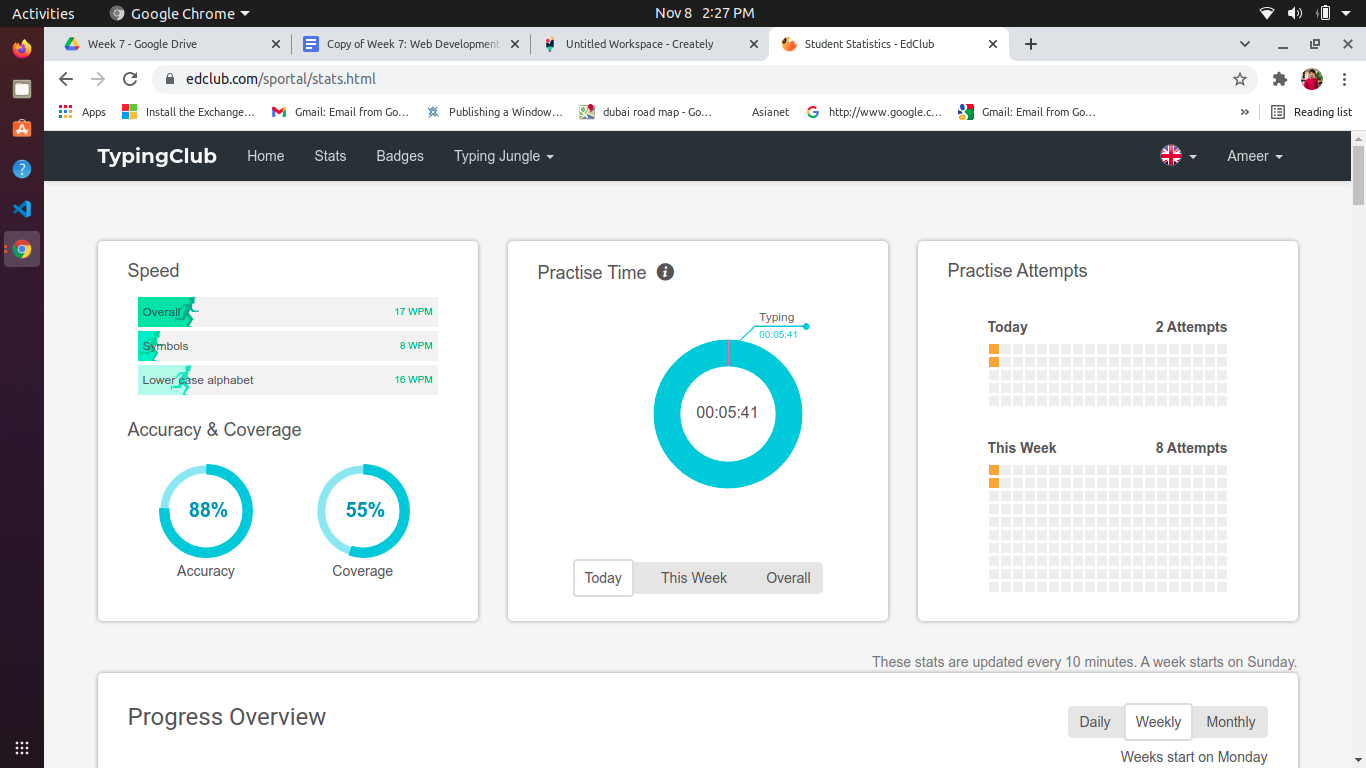 Activities Google Chrome Nov 8 2:27 PM
Week 7 - Google Drive Copy of Week 7: Web Development Untitled Workspace - Creately Student Statistics - EdClub
edclub.com/sportal/stats.html
Apps Install the Exchange… Gmail: Email from Go… Publishing a Window… dubai road map - Go… Asianet http://www.google.c… Gmail: Email from Go… » Reading list
TypingClub Home Stats Badges Typing Jungle Ameer
Speed
Overall 17 WPM
Symbols 8 WPM
Lower case alphabet 16 WPM
Accuracy & Coverage
88%
Accuracy
55%
Coverage
Practise Time
Typing
00:05:41
00:05:41
Today This Week Overall
Practise Attempts
Today 2 Attempts
This Week 8 Attempts
These stats are updated every 10 minutes. A week starts on Sunday.
Progress Overview
Daily Weekly Monthly
Weeks start on Monday